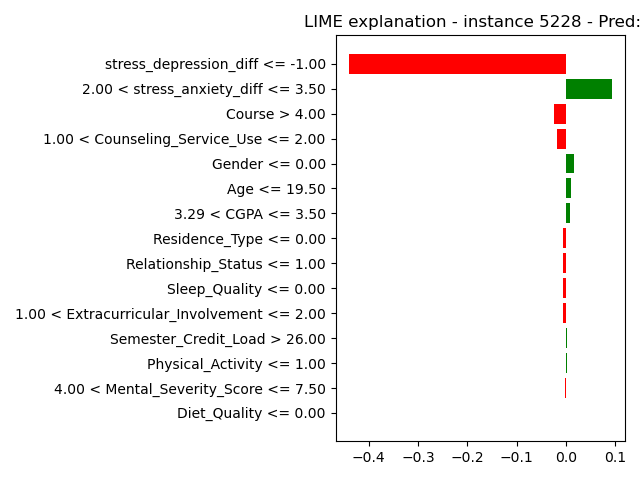 LIME explanation - instance 5228 - Pred:
stress_depression_diff <= -1.00
2.00 < stress_anxiety_diff <= 3.50
Course > 4.00
1.00 < Counseling_Service_Use <= 2.00
Gender <= 0.00
Age <= 19.50
3.29 < CGPA <= 3.50
Residence_Type <= 0.00
Relationship_Status <= 1.00
Sleep_Quality <= 0.00
1.00 < Extracurricular_Involvement <= 2.00
Semester_Credit_Load > 26.00
Physical_Activity <= 1.00
4.00 < Mental_Severity_Score <= 7.50
Diet_Quality <= 0.00
−0.4 −0.3 −0.2 −0.1 0.0 0.1